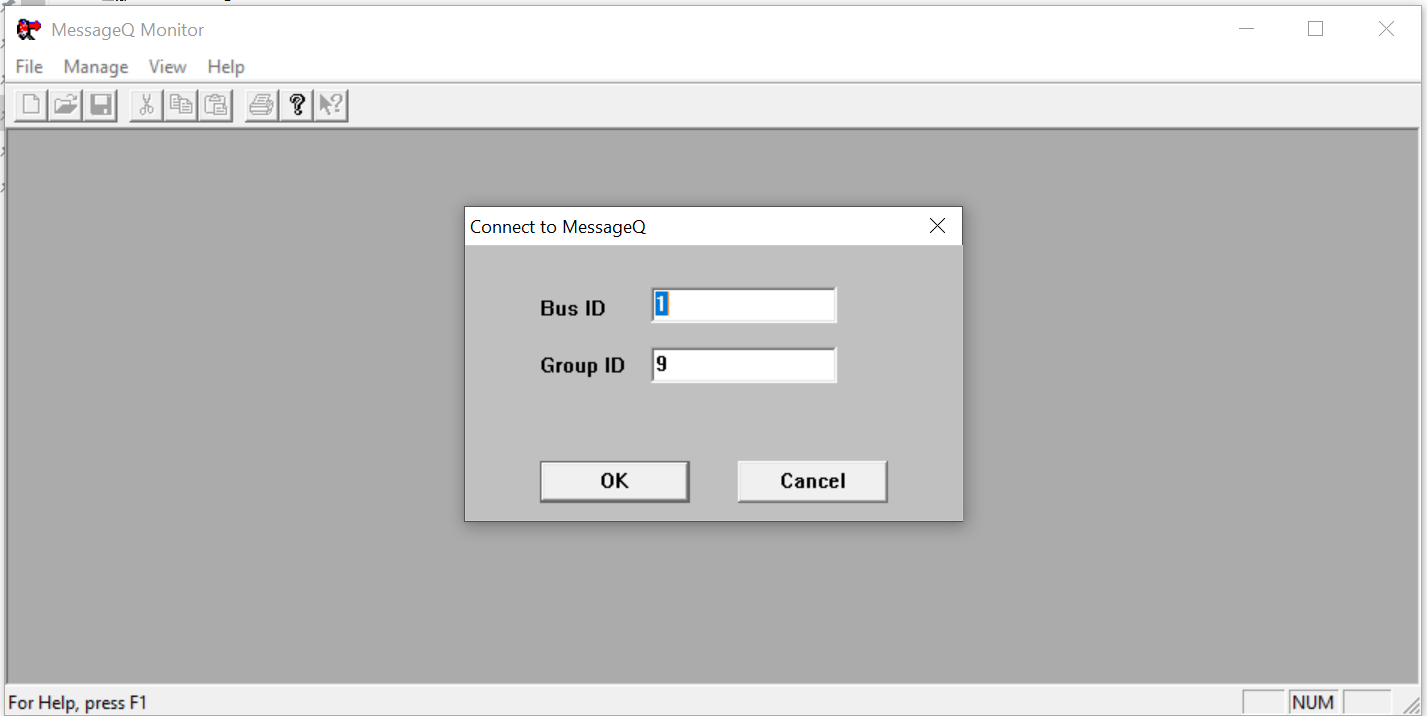 MessageQ Monitor
File Manage View Help
Connect to MessageQ
Bus ID 1
Group ID 9
OK Cancel
For Help, press F1 NUM